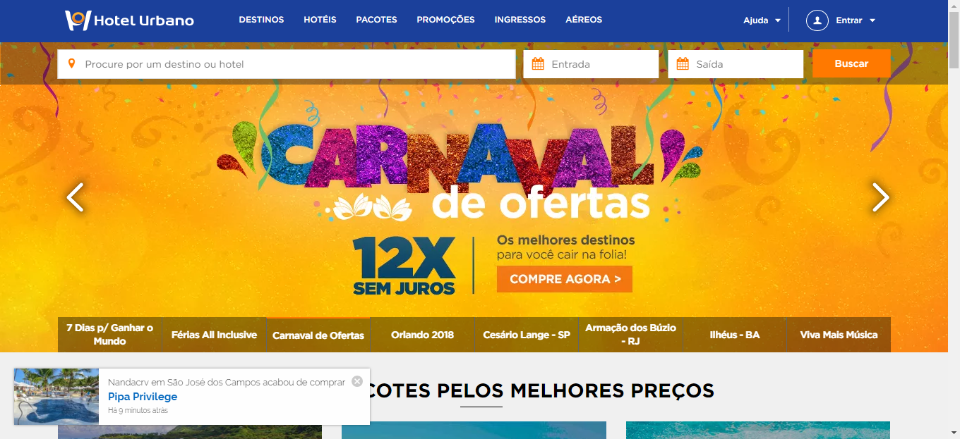 Hotel Urbano
DESTINOS HOTÉIS PACOTES PROMOÇÕES INGRESSOS AÉREOS
Ajuda Entrar
Procure por um destino ou hotel
Entrada
Saída
Buscar
CARNAVAL
de ofertas
12X
SEM JUROS
Os melhores destinos
para você cair na folia!
COMPRE AGORA >
7 Dias p/ Ganhar o
Mundo
Férias All Inclusive
Carnaval de Ofertas
Orlando 2018
Cesário Lange - SP
Armação dos Búzio
- RJ
Ilhéus - BA
Viva Mais Música
Nandacrv em São José dos Campos acabou de comprar
Pipa Privilege
Há 9 minutos atrás
COTES PELOS MELHORES PREÇOS